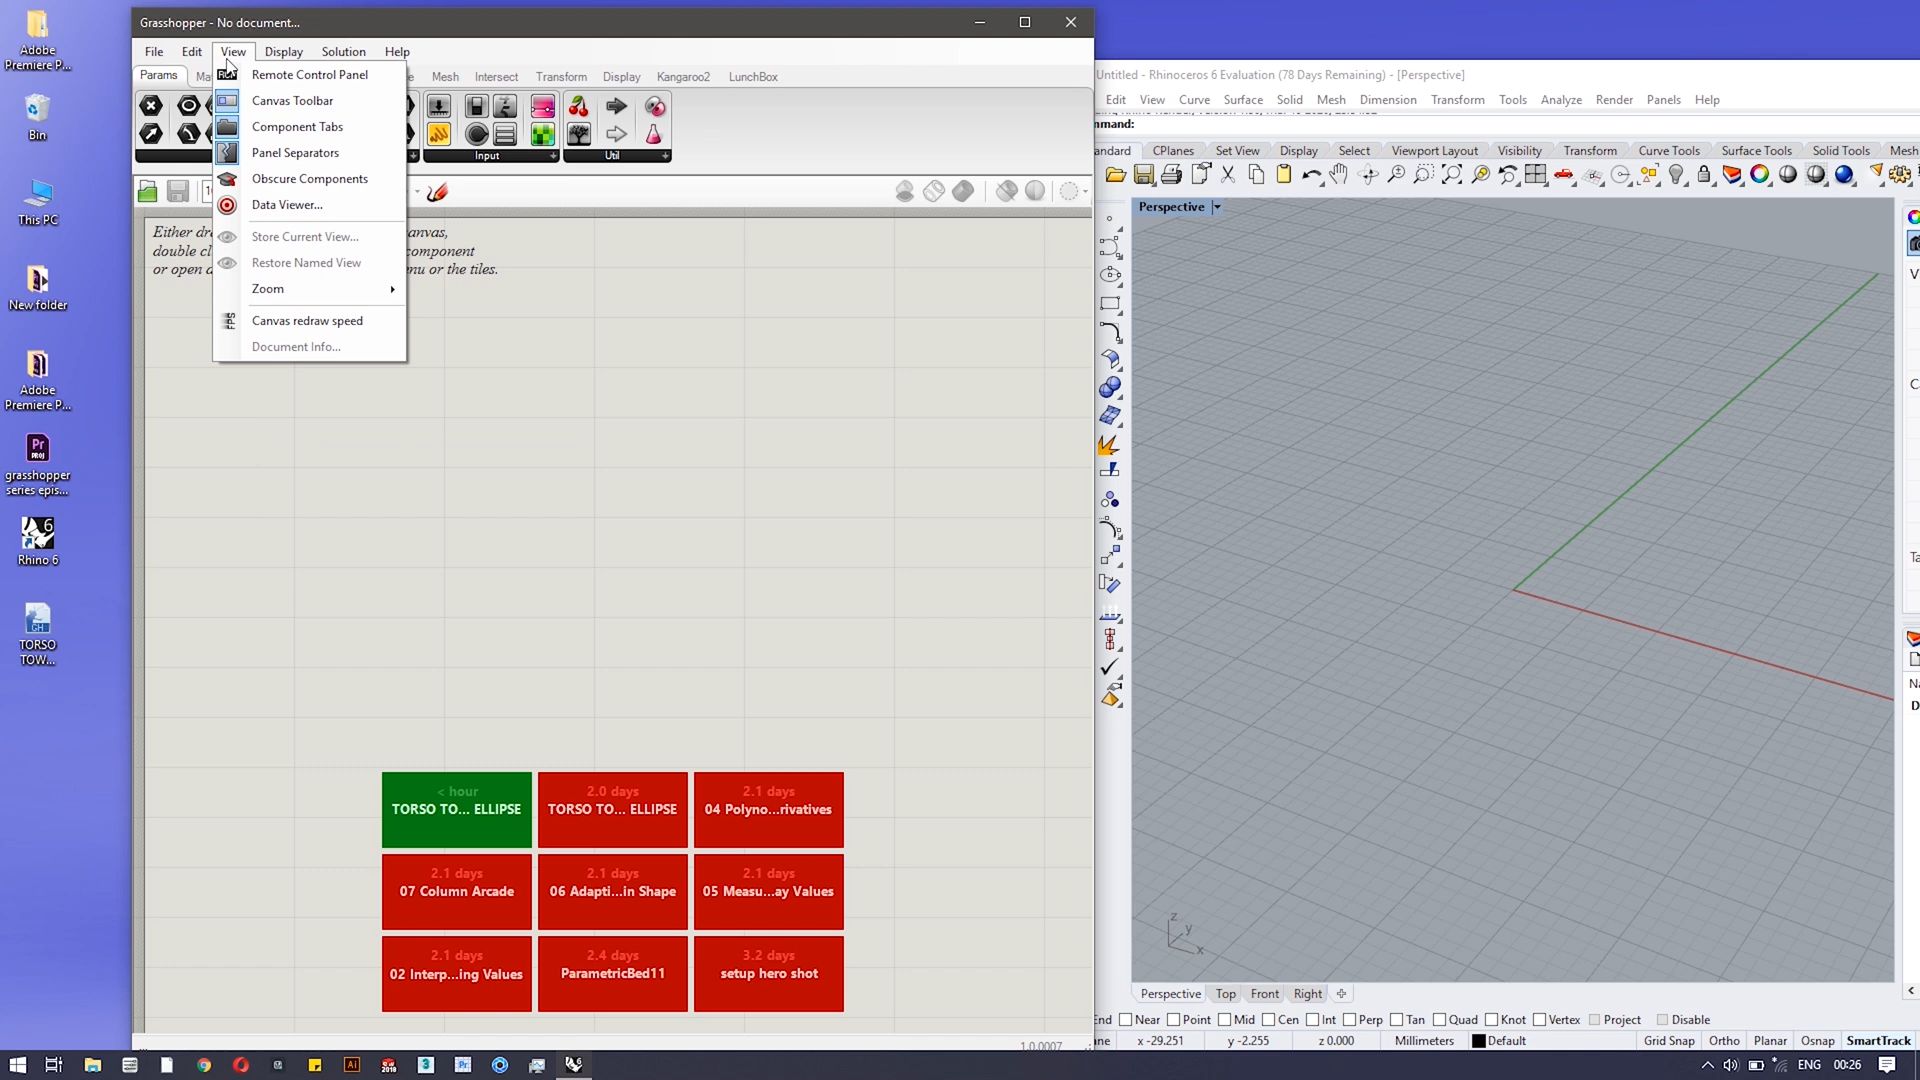 Adobe
Premiere P...
Bin
This PC
New folder
Adobe
Premiere P...
grasshopper
series epis...
Rhino 6
TORSO
TOW...
Grasshopper - No document...
File Edit View Display Solution Help
Params Mesh Intersect Transform Display Kangaroo2 LunchBox
Input
Util
Remote Control Panel
Canvas Toolbar
Component Tabs
Panel Separators
Obscure Components
Data Viewer...
Store Current View...
Restore Named View
Zoom
Canvas redraw speed
Document Info...
FPS
Either
double
component
or open
or the tiles.
< hour
TORSO TO... ELLIPSE
2.0 days
TORSO TO... ELLIPSE
2.1 days
04 Polyno...rivatives
2.1 days
07 Column Arcade
2.1 days
06 Adapti...in Shape
2.1 days
05 Measu...ay Values
2.1 days
02 Interp...ing Values
2.4 days
ParametricBed11
3.2 days
setup hero shot
1.0.0007
Untitled - Rhinoceros 6 Evaluation (78 Days Remaining) - [Perspective]
Edit View Curve Surface Solid Mesh Dimension Transform Tools Analyze Render Panels Help
mmand:
andard CPlanes Set View Display Select Viewport Layout Visibility Transform Curve Tools Surface Tools Solid Tools Mesh
Perspective
z
y
x
Perspective Top Front Right
End Near Point Mid Cen Int Perp Tan Quad Knot Vertex Project Disable
ane x -29.251 y -2.255 z 0.000 Millimeters Default Grid Snap Ortho Planar Osnap SmartTrack
ENG 00:26